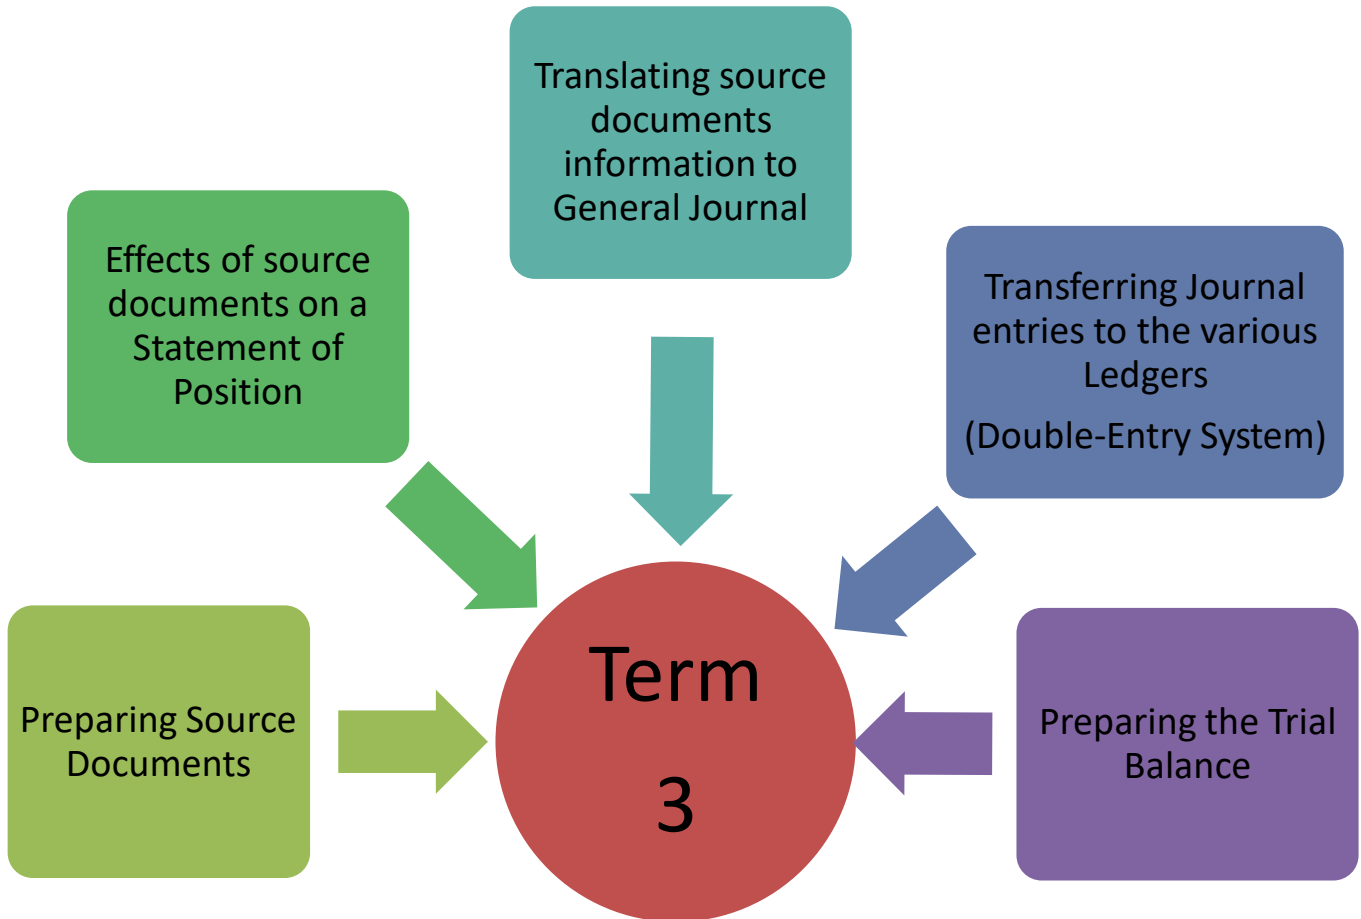 Translating source
documents
information to
General Journal
Effects of source
documents on a
Statement of
Position
Transferring Journal
entries to the various
Ledgers
(Double-Entry System)
Preparing Source
Documents
Term
3
Preparing the Trial
Balance